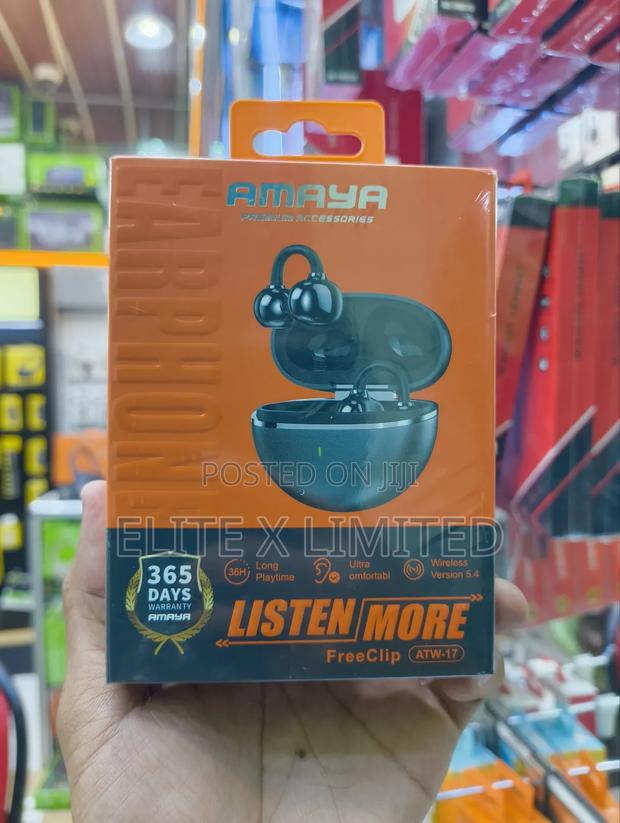 AMAYA
PREMIUM ACCESSORIES
EARPHONE
POSTED ON JIJI
ELITE X LIMITED
365
DAYS
WARRANTY
AMAYA
36H
Long
Playtime
Ultra
omfortabl
Wireless
Version 5.4
LISTEN MORE
FreeClip ATW-17